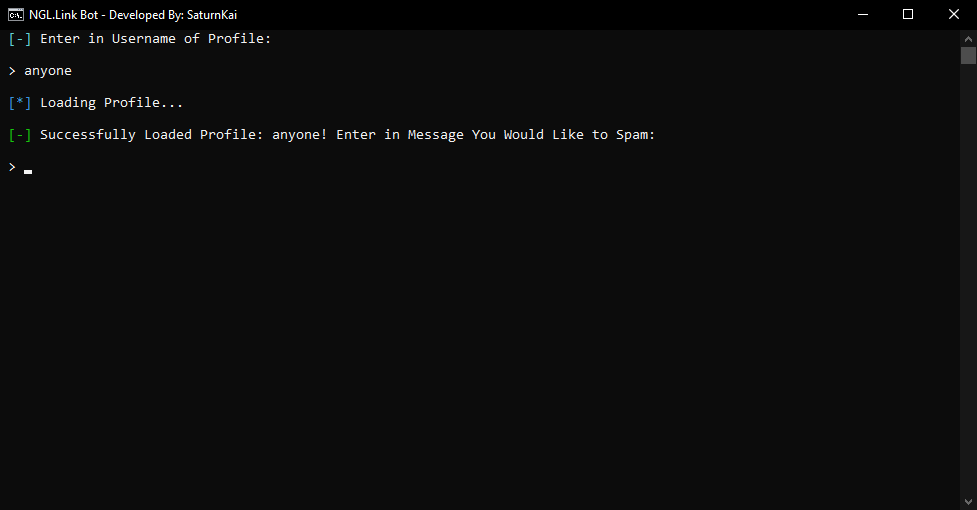 NGL.Link Bot - Developed By: SaturnKai
[-] Enter in Username of Profile:
> anyone
[*] Loading Profile...
[-] Successfully Loaded Profile: anyone! Enter in Message You Would Like to Spam:
>